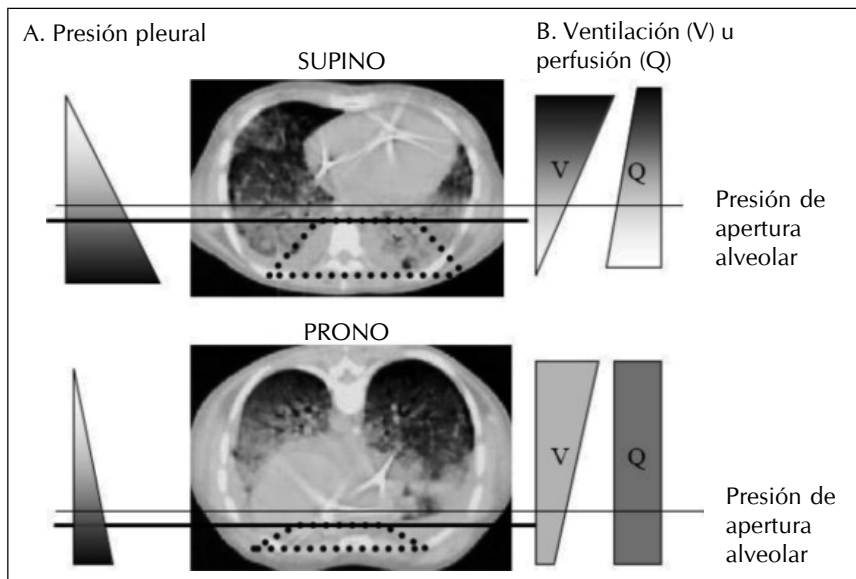 A. Presión pleural
B. Ventilación (V) u
perfusión (Q)
SUPINO
V
Q
Presión de
apertura
alveolar
PRONO
V
Q
Presión de
apertura
alveolar